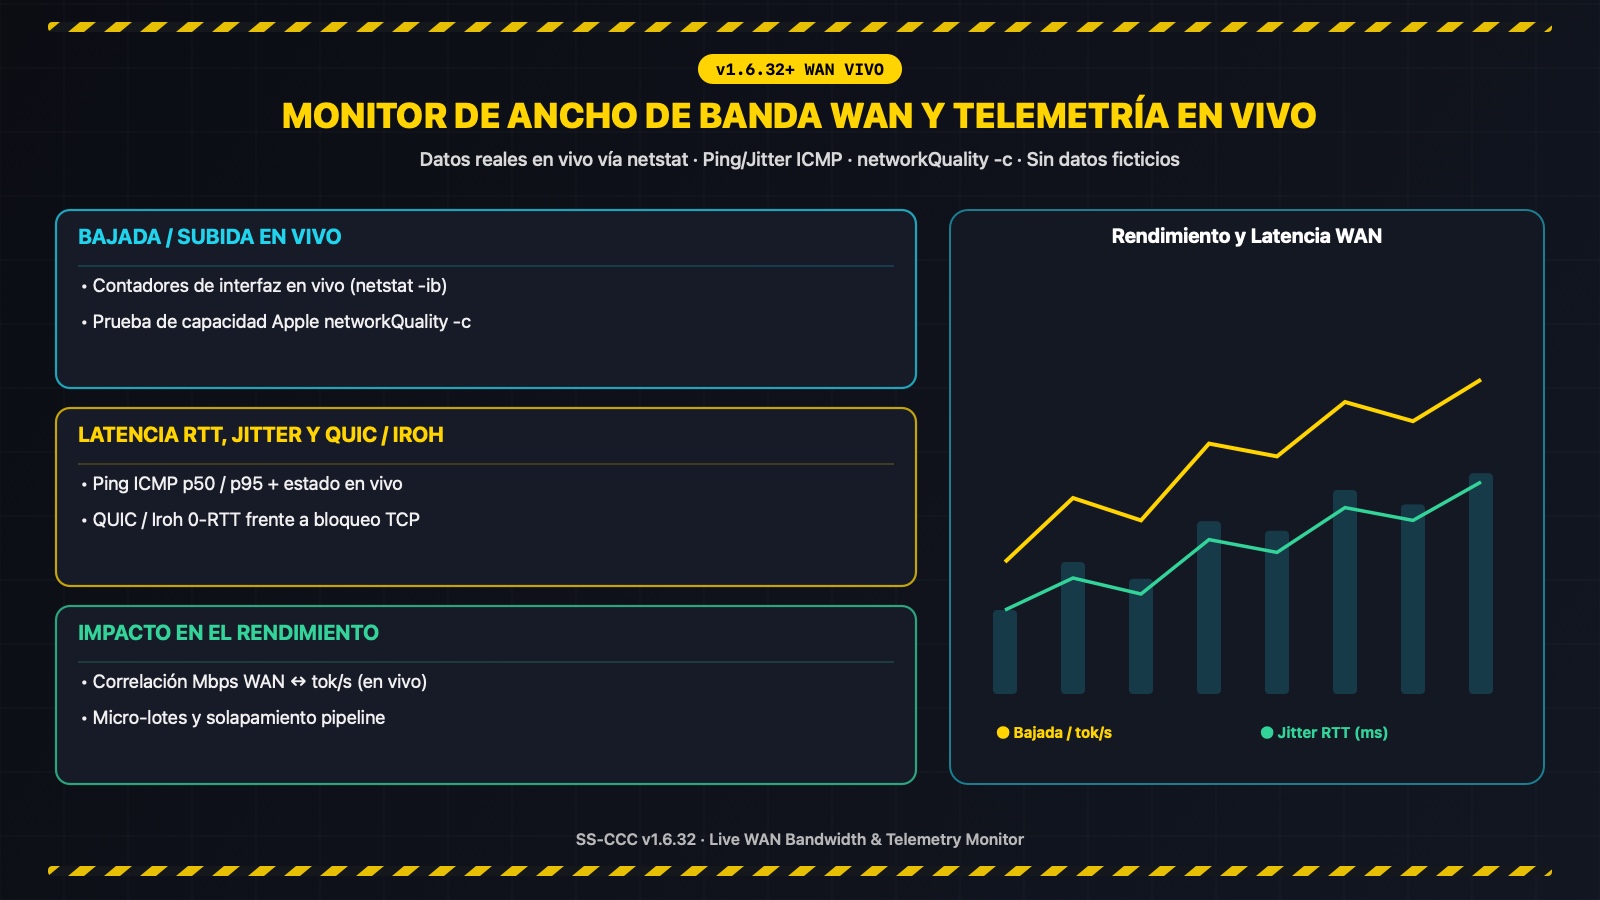 v1.6.32+ WAN VIVO
MONITOR DE ANCHO DE BANDA WAN Y TELEMETRÍA EN VIVO
Datos reales en vivo vía netstat · Ping/Jitter ICMP · networkQuality -c · Sin datos ficticios
BAJADA / SUBIDA EN VIVO
• Contadores de interfaz en vivo (netstat -ib)
• Prueba de capacidad Apple networkQuality -c
LATENCIA RTT, JITTER Y QUIC / IROH
• Ping ICMP p50 / p95 + estado en vivo
• QUIC / Iroh 0-RTT frente a bloqueo TCP
IMPACTO EN EL RENDIMIENTO
• Correlación Mbps WAN ↔ tok/s (en vivo)
• Micro-lotes y solapamiento pipeline
Rendimiento y Latencia WAN
Bajada / tok/s
Jitter RTT (ms)
SS-CCC v1.6.32 · Live WAN Bandwidth & Telemetry Monitor